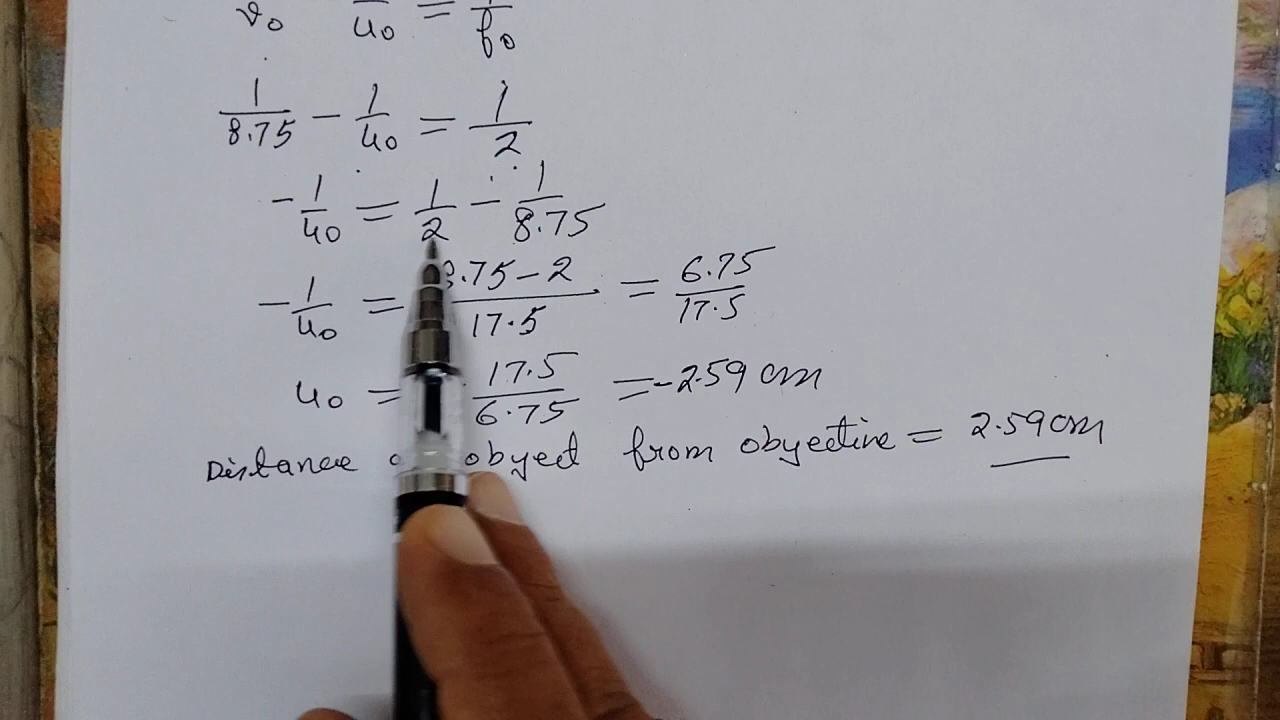 v₀ u₀ = f₀
1/8.75 - 1/u₀ = 1/2
-1/u₀ = 1/2 - 1/8.75
-1/u₀ = .75-2/17.5 = 6.75/17.5
u₀ = 17.5/6.75 = -2.59 cm
Distance obyect from obyective = 2.59cm